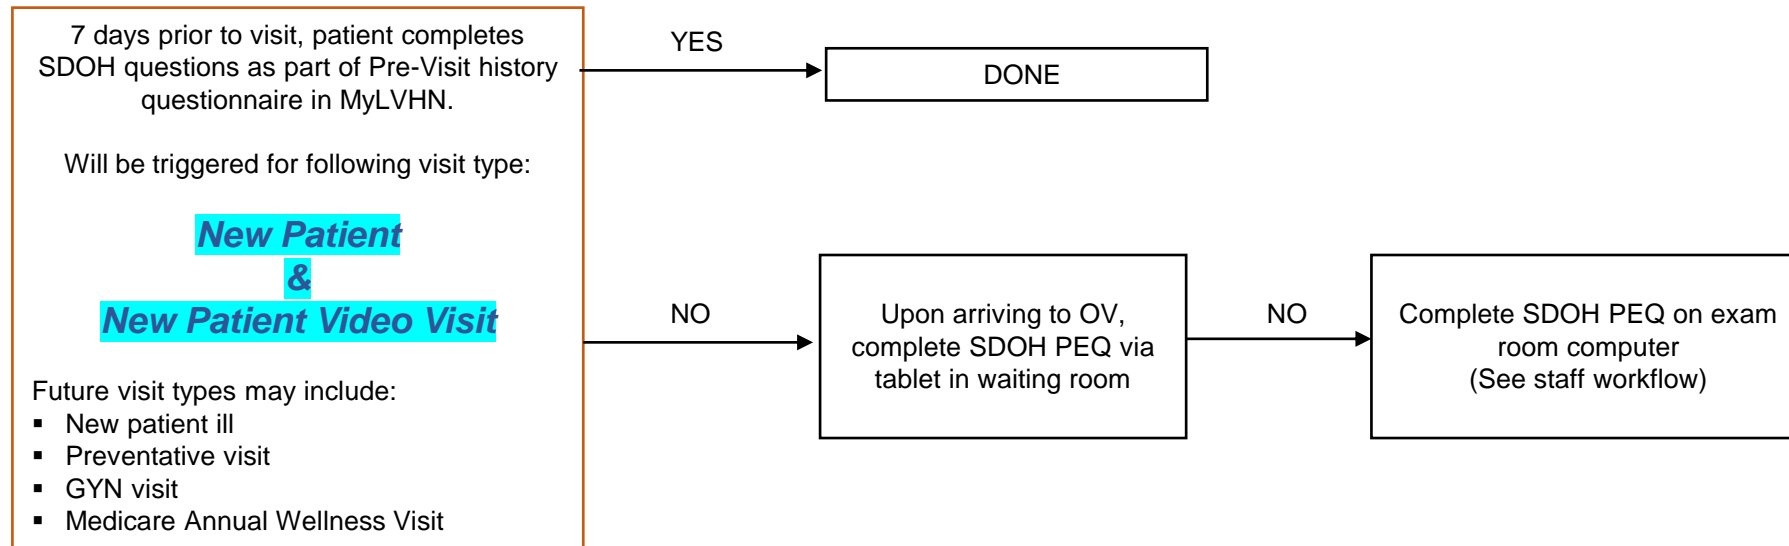 7 days prior to visit, patient completes
SDOH questions as part of Pre-Visit history
questionnaire in MyLVHN.
Will be triggered for following visit type:
New Patient
&
New Patient Video Visit
Future visit types may include:
▪ New patient ill
▪ Preventative visit
▪ GYN visit
▪ Medicare Annual Wellness Visit
YES
DONE
NO
Upon arriving to OV,
complete SDOH PEQ via
tablet in waiting room
NO
Complete SDOH PEQ on exam
room computer
(See staff workflow)